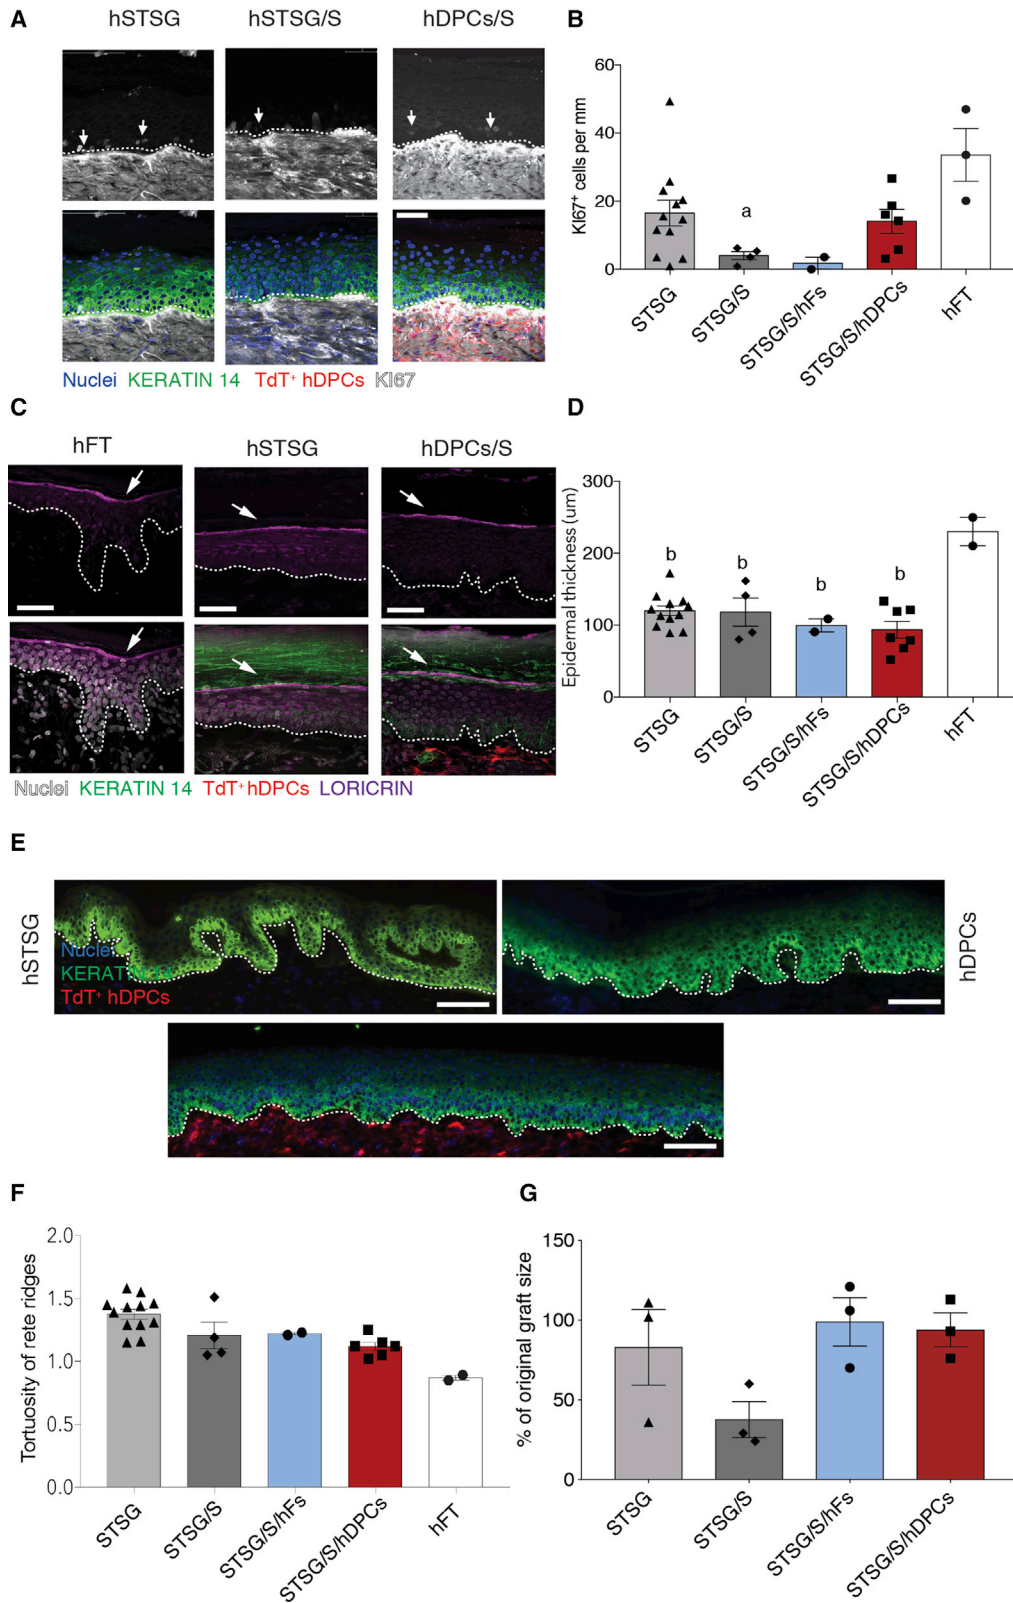 A
hSTSG hSTSG/S hDPCs/S
Nuclei KERATIN 14 TdT⁺ hDPCs KI67
B
KI67⁺ cells per mm
60
40
20
0
a
STSG STSG/S STSG/S/hFs STSG/S/hDPCs hFT
C
hFT hSTSG hDPCs/S
Nuclei KERATIN 14 TdT⁺ hDPCs LORICRIN
D
Epidermal thickness (um)
300
200
100
0
b b b b
STSG STSG/S STSG/S/hFs STSG/S/hDPCs hFT
E
hSTSG
Nuclei
KERATIN 14
TdT⁺ hDPCs
hDPCs
F
Tortuosity of rete ridges
2.0
1.5
1.0
0.5
0.0
STSG STSG/S STSG/S/hFs STSG/S/hDPCs hFT
G
% of original graft size
150
100
50
0
STSG STSG/S STSG/S/hFs STSG/S/hDPCs